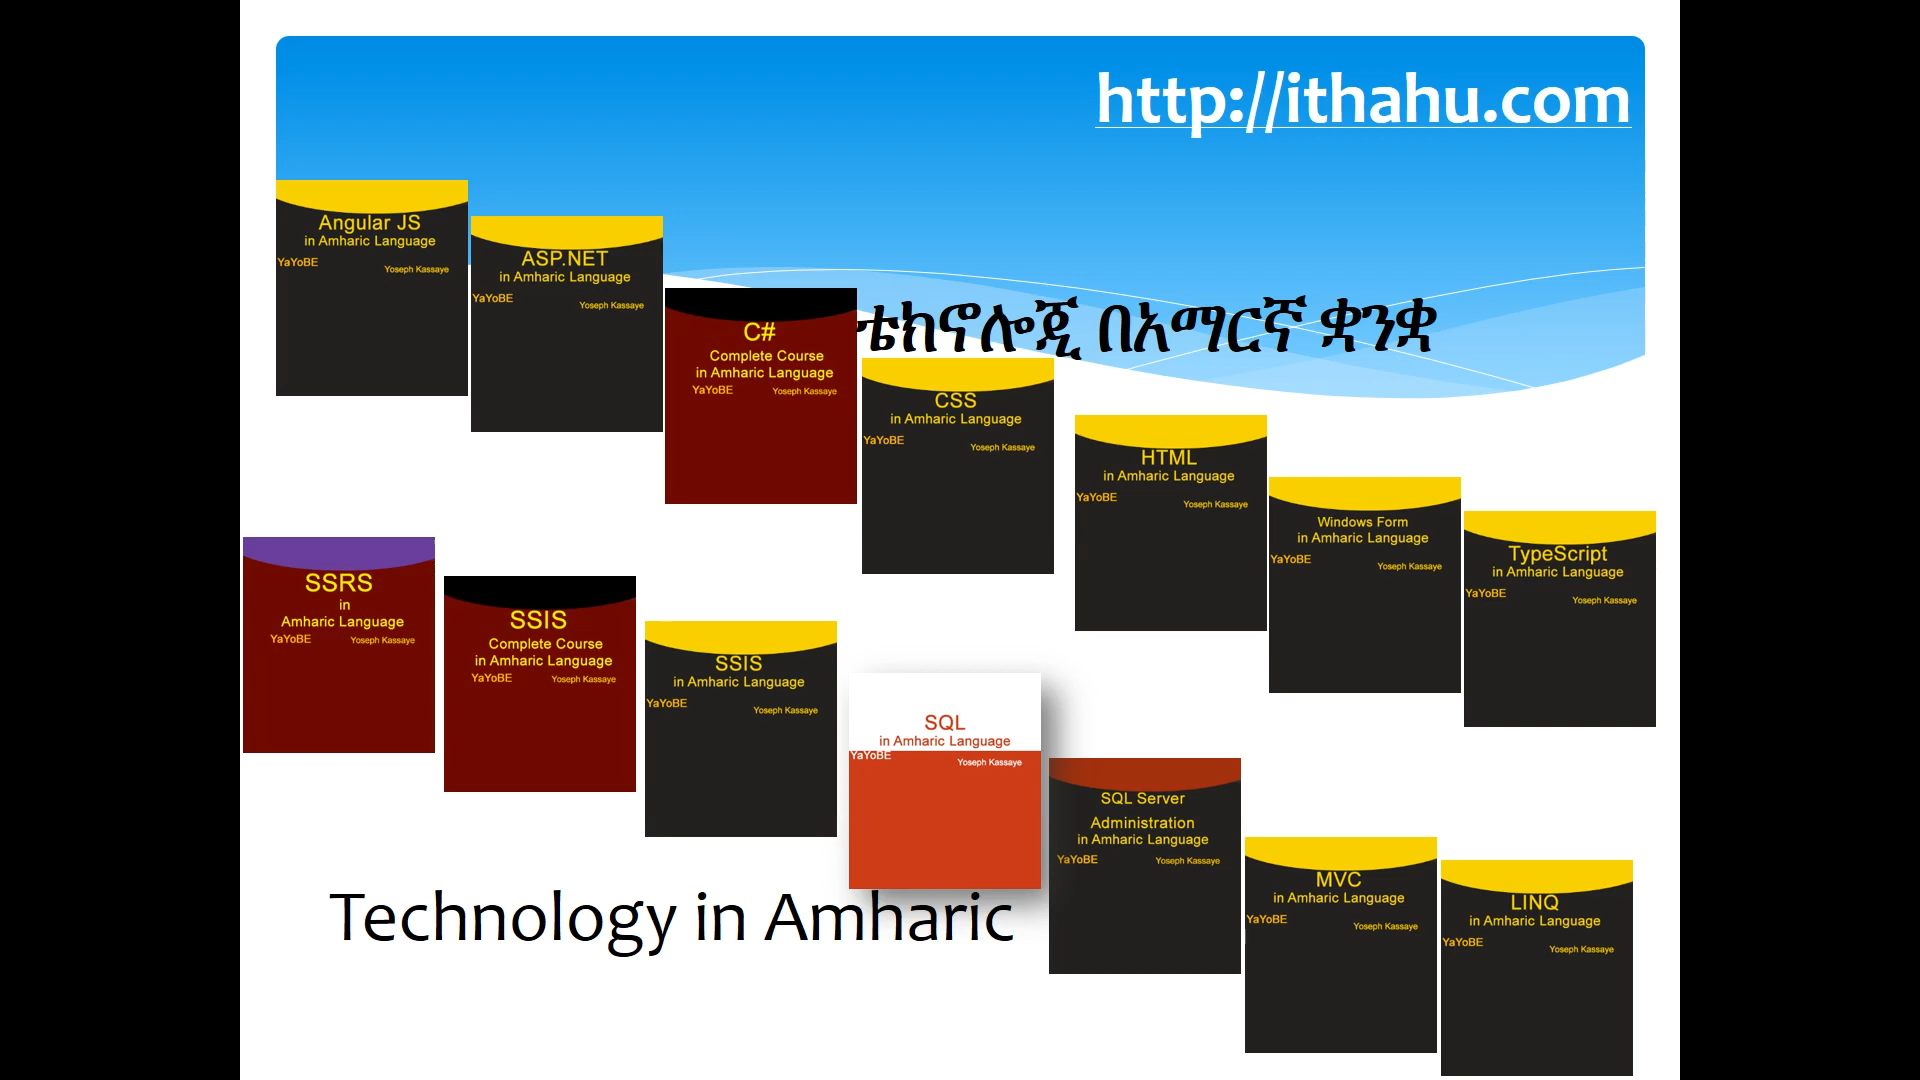 http://ithahu.com
Angular JS
in Amharic Language
YaYoBE
Yoseph Kassaye
ASP.NET
in Amharic Language
YaYoBE
Yoseph Kassaye
C#
Complete Course
in Amharic Language
YaYoBE
Yoseph Kassaye
ቴክኖሎጂ በአማርኛ ቋንቋ
CSS
in Amharic Language
YaYoBE
Yoseph Kassaye
HTML
in Amharic Language
YaYoBE
Yoseph Kassaye
Windows Form
in Amharic Language
YaYoBE
Yoseph Kassaye
TypeScript
in Amharic Language
YaYoBE
Yoseph Kassaye
SSRS
in
Amharic Language
YaYoBE
Yoseph Kassaye
SSIS
Complete Course
in Amharic Language
YaYoBE
Yoseph Kassaye
SSIS
in Amharic Language
YaYoBE
Yoseph Kassaye
SQL
in Amharic Language
YaYoBE
Yoseph Kassaye
SQL Server
Administration
in Amharic Language
YaYoBE
Yoseph Kassaye
MVC
in Amharic Language
YaYoBE
Yoseph Kassaye
LINQ
in Amharic Language
YaYoBE
Yoseph Kassaye
Technology in Amharic